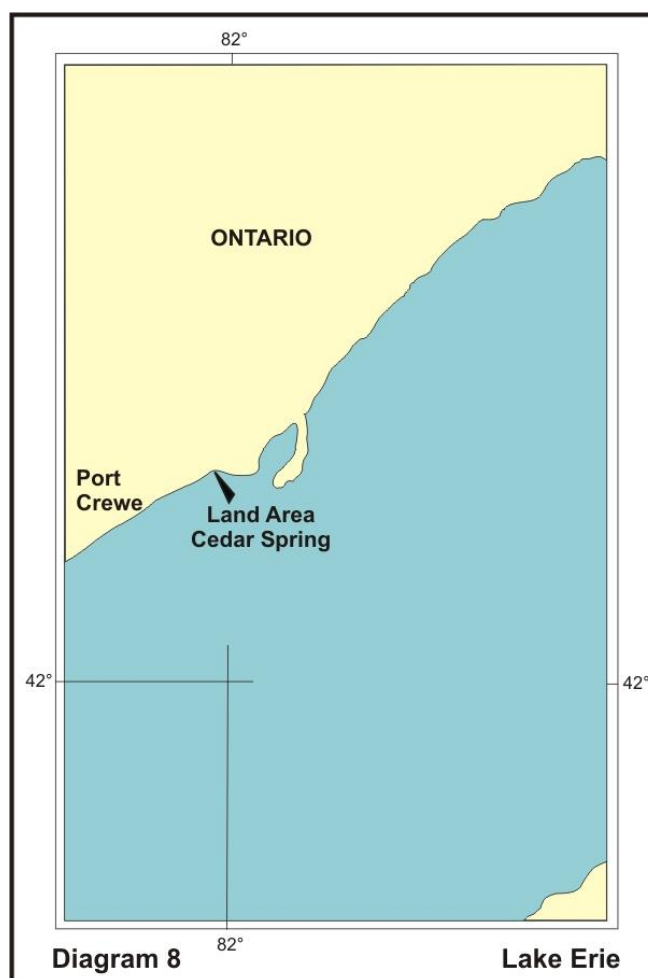 82°
ONTARIO
Port
Crewe
Land Area
Cedar Spring
42°
42°
82°
Diagram 8
Lake Erie